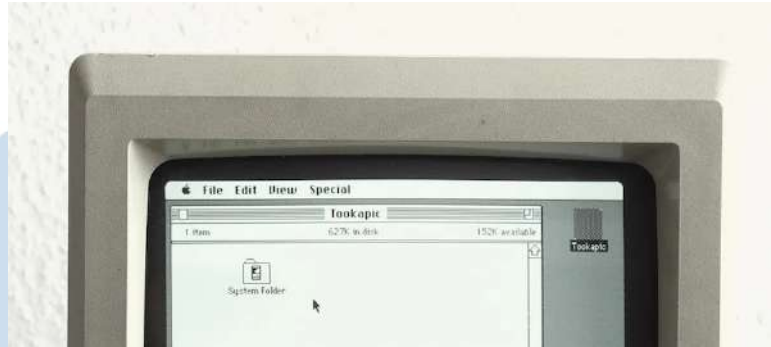 File Edit View Special
Tookapic
1 item 627K in disk 152K available
Tookapic
System Folder